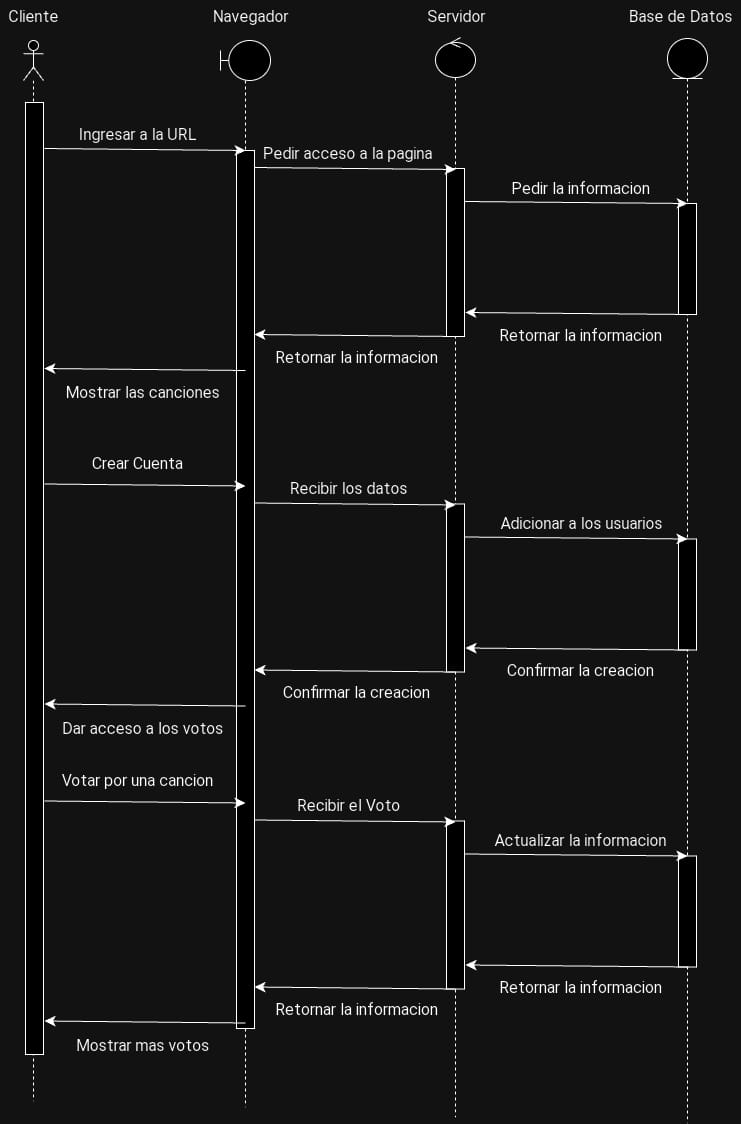 Cliente
Navegador
Servidor
Base de Datos
Ingresar a la URL
Pedir acceso a la pagina
Pedir la informacion
Retornar la informacion
Retornar la informacion
Mostrar las canciones
Crear Cuenta
Recibir los datos
Adicionar a los usuarios
Confirmar la creacion
Confirmar la creacion
Dar acceso a los votos
Votar por una cancion
Recibir el Voto
Actualizar la informacion
Retornar la informacion
Retornar la informacion
Mostrar mas votos